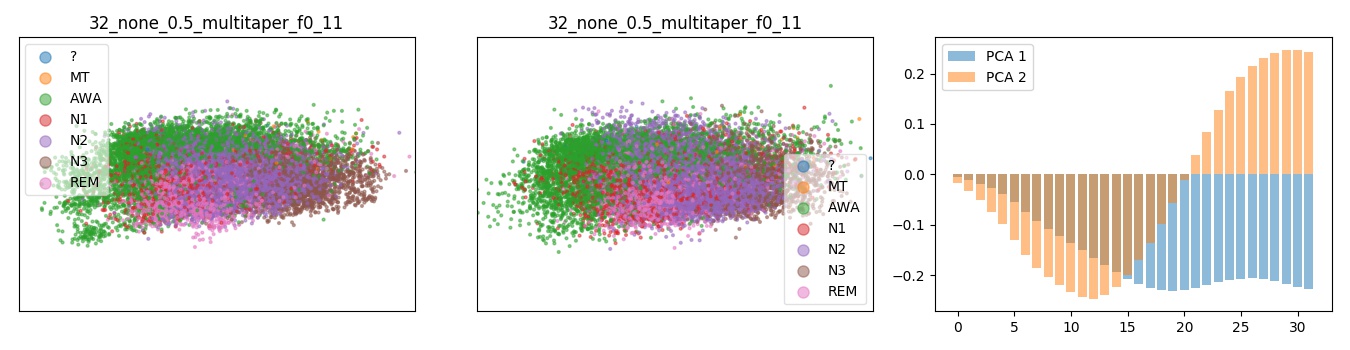 32_none_0.5_multitaper_f0_11
?
MT
AWA
N1
N2
N3
REM
32_none_0.5_multitaper_f0_11
?
MT
AWA
N1
N2
N3
REM
PCA 1
PCA 2
0.2
0.1
0.0
−0.1
−0.2
0 5 10 15 20 25 30